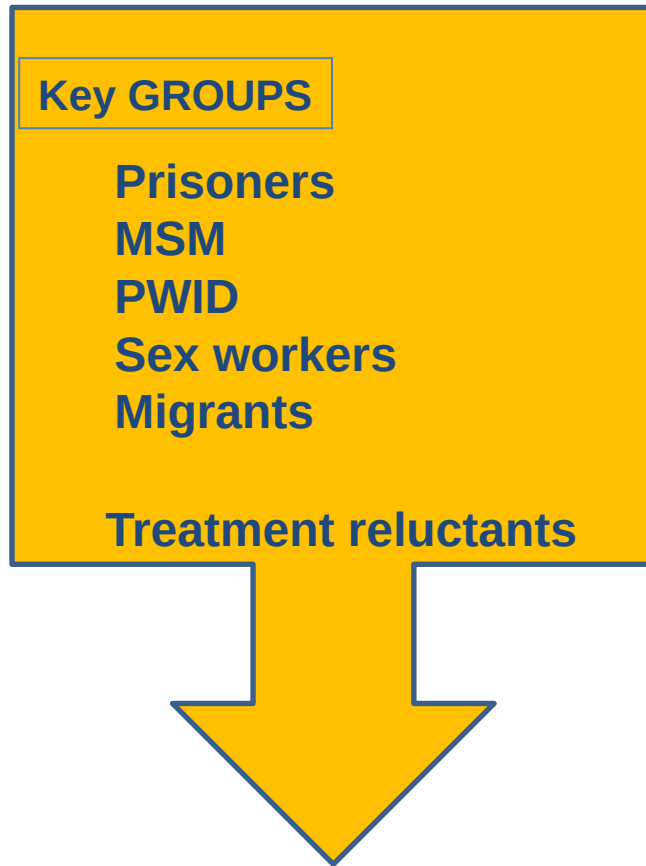 Key GROUPS
Prisoners
MSM
PWID
Sex workers
Migrants
Treatment reluctants